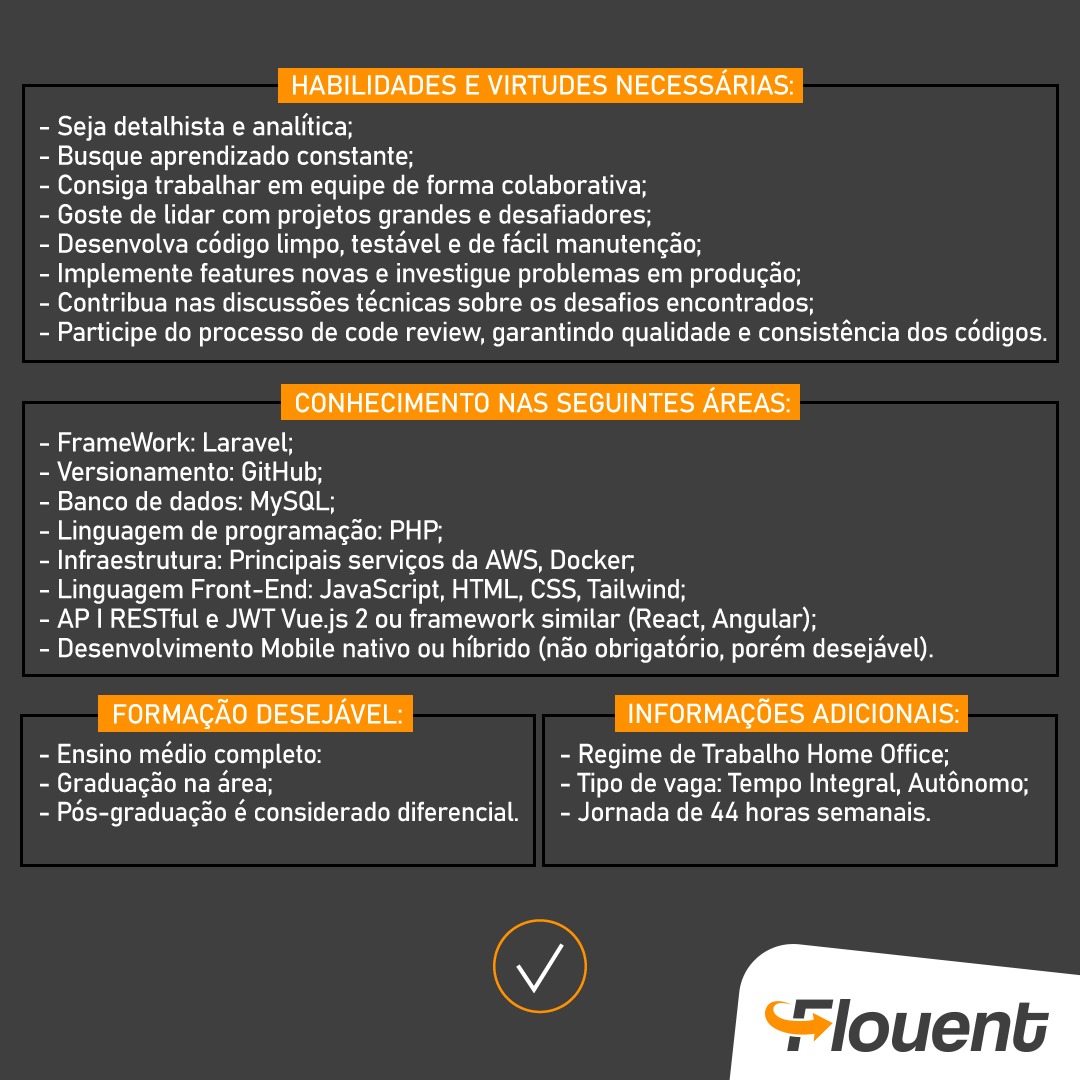 HABILIDADES E VIRTUDES NECESSÁRIAS:
- Seja detalhista e analítica;
- Busque aprendizado constante;
- Consiga trabalhar em equipe de forma colaborativa;
- Goste de lidar com projetos grandes e desafiadores;
- Desenvolva código limpo, testável e de fácil manutenção;
- Implemente features novas e investigue problemas em produção;
- Contribua nas discussões técnicas sobre os desafios encontrados;
- Participe do processo de code review, garantindo qualidade e consistência dos códigos.
CONHECIMENTO NAS SEGUINTES ÁREAS:
- FrameWork: Laravel;
- Versionamento: GitHub;
- Banco de dados: MySQL;
- Linguagem de programação: PHP;
- Infraestrutura: Principais serviços da AWS, Docker;
- Linguagem Front-End: JavaScript, HTML, CSS, Tailwind;
- AP I RESTful e JWT Vue.js 2 ou framework similar (React, Angular);
- Desenvolvimento Mobile nativo ou híbrido (não obrigatório, porém desejável).
FORMAÇÃO DESEJÁVEL:
- Ensino médio completo:
- Graduação na área;
- Pós-graduação é considerado diferencial.
INFORMAÇÕES ADICIONAIS:
- Regime de Trabalho Home Office;
- Tipo de vaga: Tempo Integral, Autônomo;
- Jornada de 44 horas semanais.
Flouent